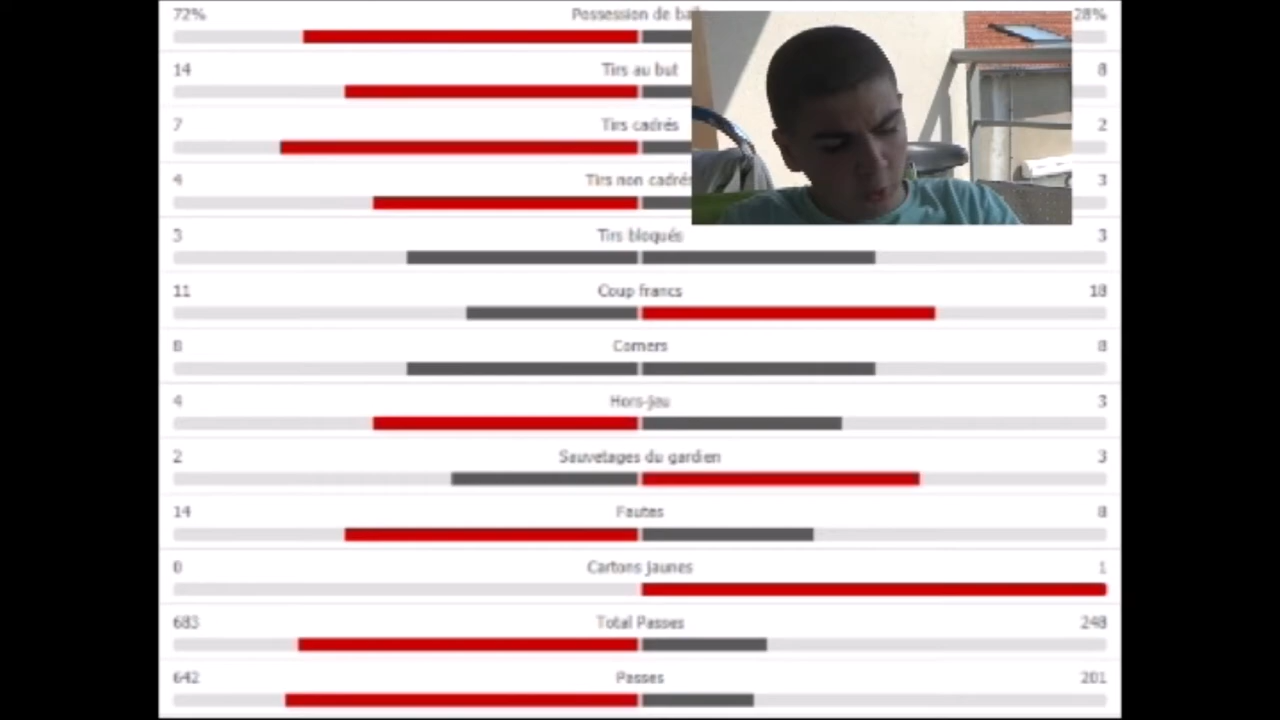 72% Possession de 28%
14 Tirs au but 8
7 Tirs cadrés 2
4 Tirs non cadrés 3
3 Tirs bloqués 3
11 Coup francs 18
8 Corners 8
4 Hors-jeu 3
2 Sauvetages du gardien 3
14 Fautes 8
0 Cartons jaunes 1
683 Total Passes 248
642 Passes 201